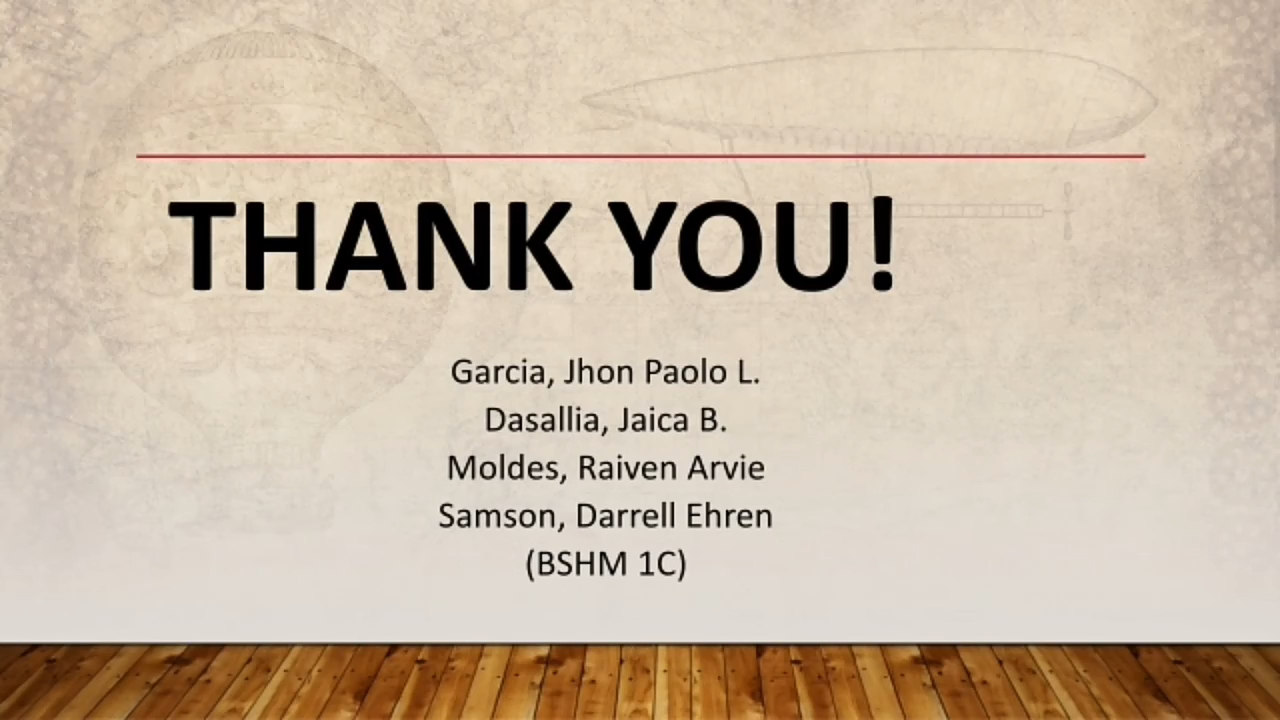 THANK YOU!
Garcia, Jhon Paolo L.
Dasallia, Jaica B.
Moldes, Raiven Arvie
Samson, Darrell Ehren
(BSHM 1C)